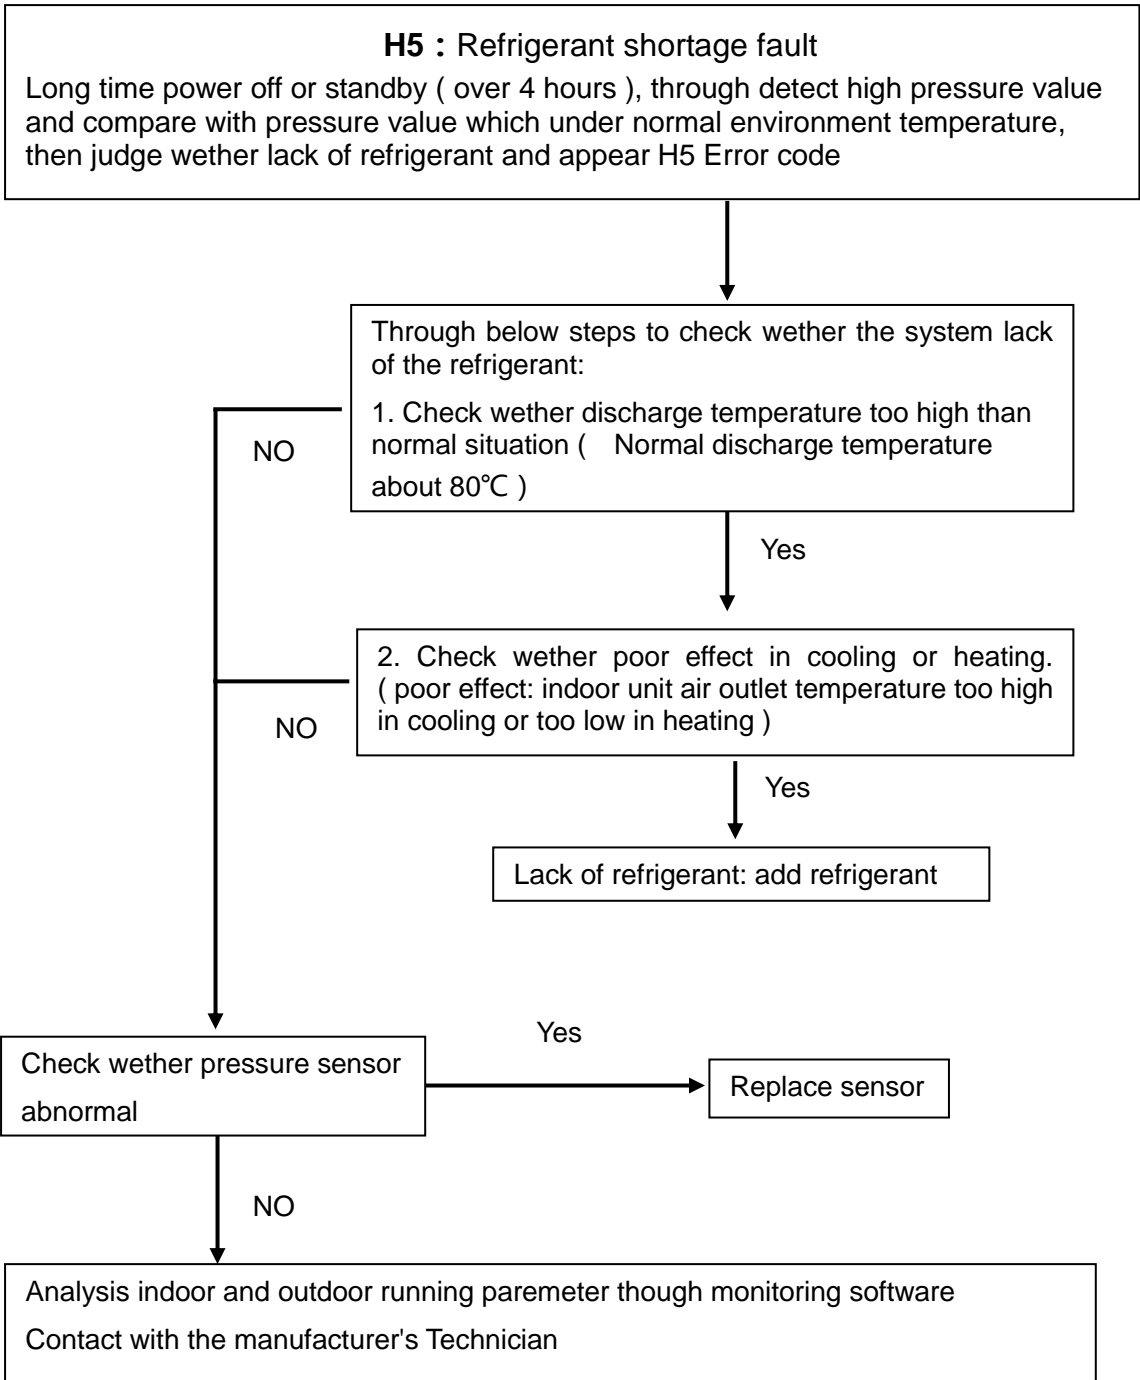 H5：Refrigerant shortage fault
Long time power off or standby ( over 4 hours ), through detect high pressure value
and compare with pressure value which under normal environment temperature,
then judge wether lack of refrigerant and appear H5 Error code
Through below steps to check wether the system lack
of the refrigerant:
1. Check wether discharge temperature too high than
normal situation ( Normal discharge temperature
about 80℃ )
NO
Yes
2. Check wether poor effect in cooling or heating.
( poor effect: indoor unit air outlet temperature too high
in cooling or too low in heating )
NO
Yes
Lack of refrigerant: add refrigerant
Check wether pressure sensor
abnormal
Yes
Replace sensor
NO
Analysis indoor and outdoor running paremeter though monitoring software
Contact with the manufacturer's Technician